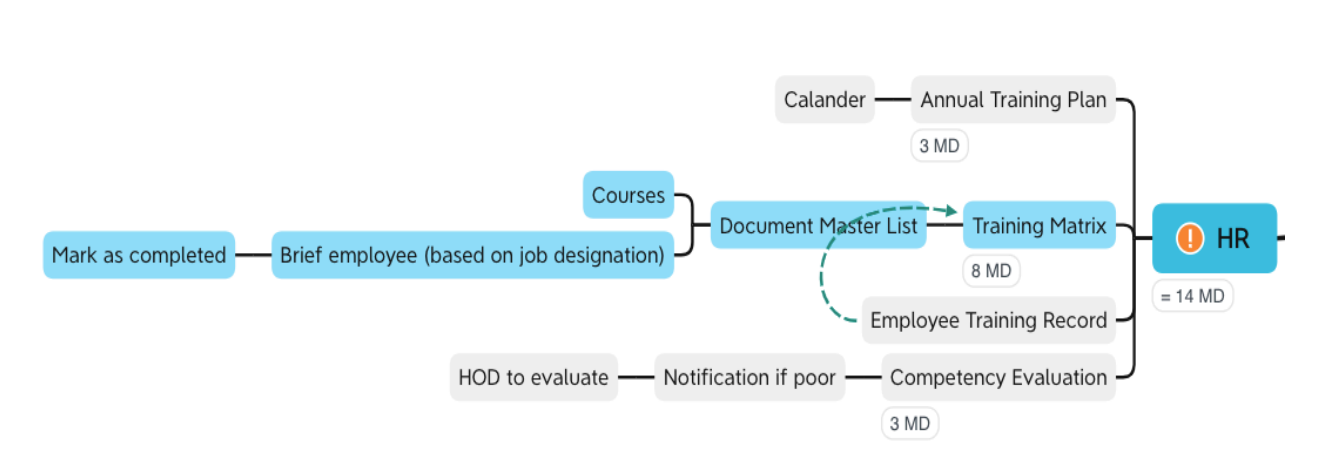 Calander
Annual Training Plan
3 MD
Courses
Document Master List
Training Matrix
HR
Mark as completed
Brief employee (based on job designation)
8 MD
= 14 MD
Employee Training Record
HOD to evaluate
Notification if poor
Competency Evaluation
3 MD